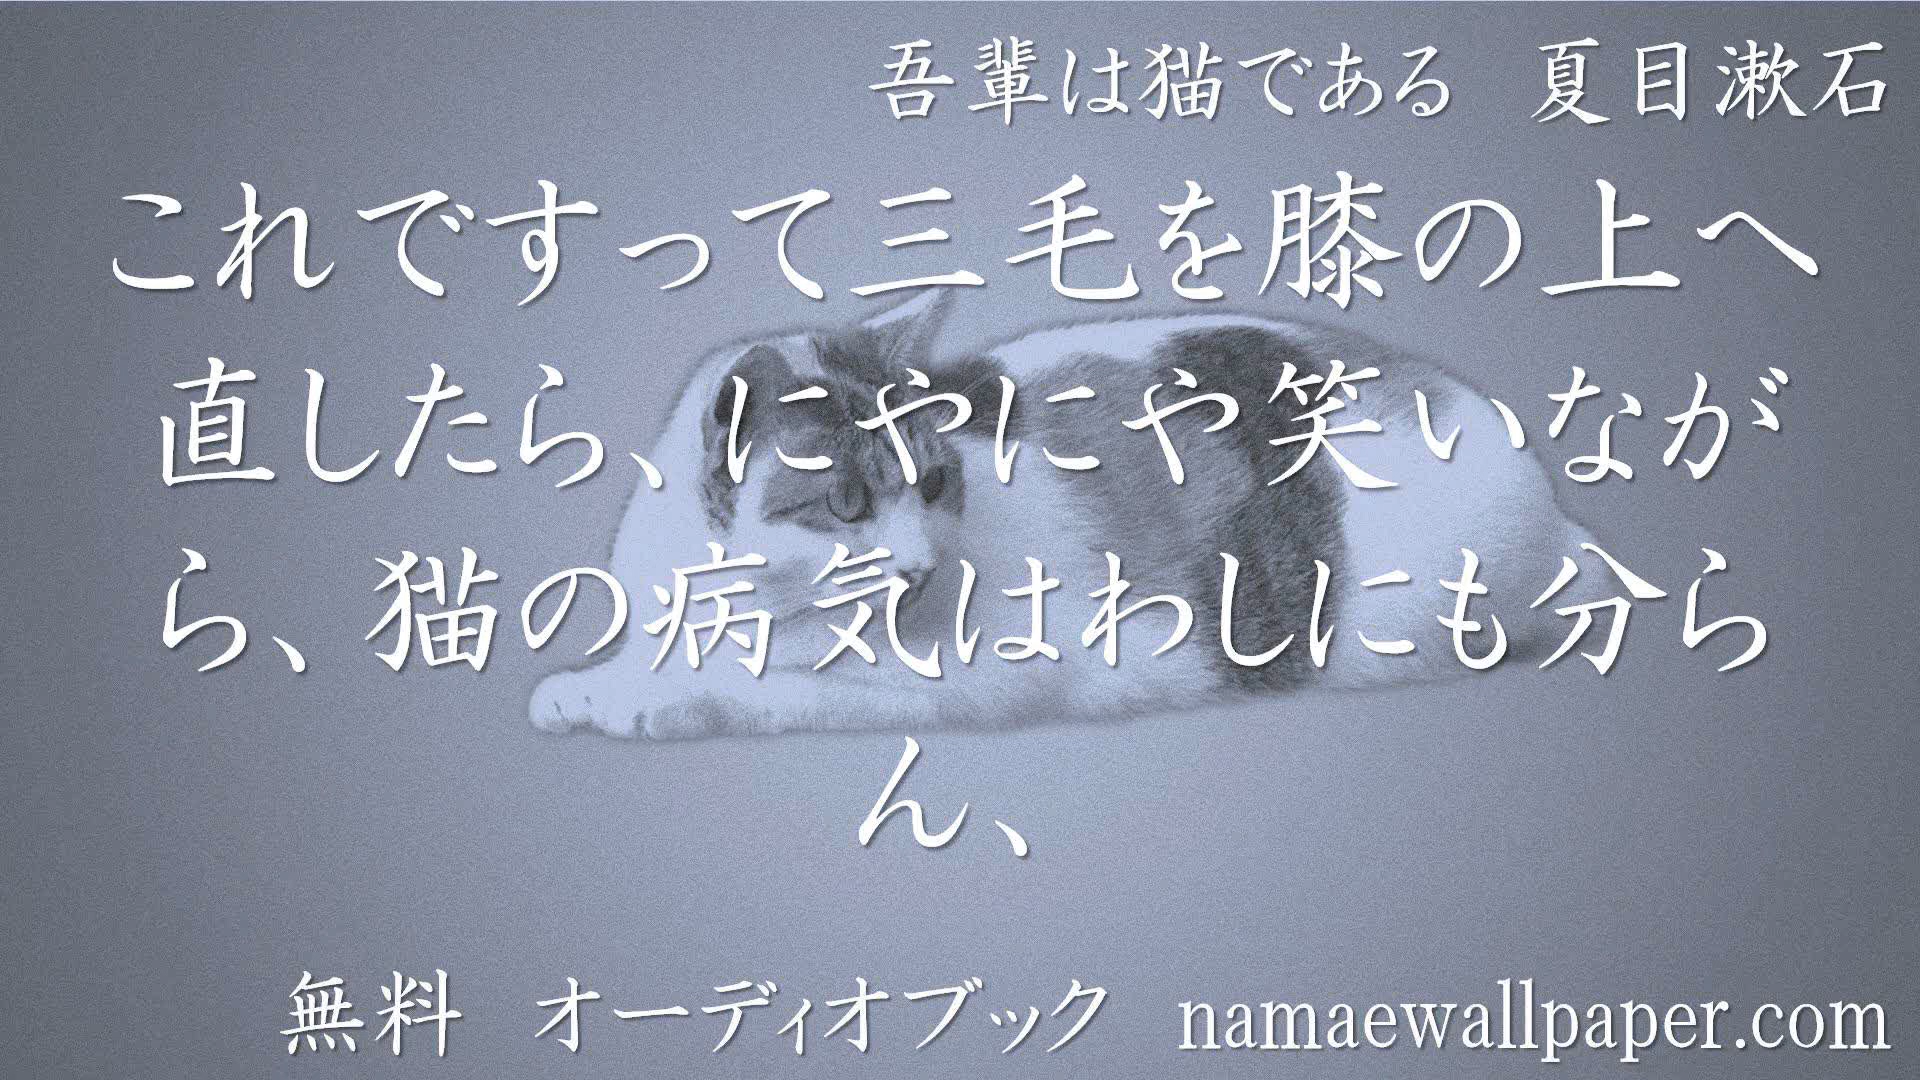 吾輩は猫である　夏目漱石
これですって三毛を膝の上へ
直したら、にやにや笑いなが
ら、猫の病気はわしにも分ら
ん、
無料　オーディオブック　namaewallpaper.com